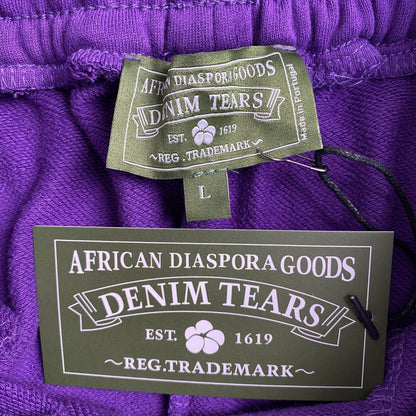 AFRICAN DIASPORA GOODS
DENIM TEARS
EST. 1619
~REG. TRADEMARK~
Made in Portugal
L
AFRICAN DIASPORA GOODS
DENIM TEARS
EST. 1619
~REG.TRADEMARK~